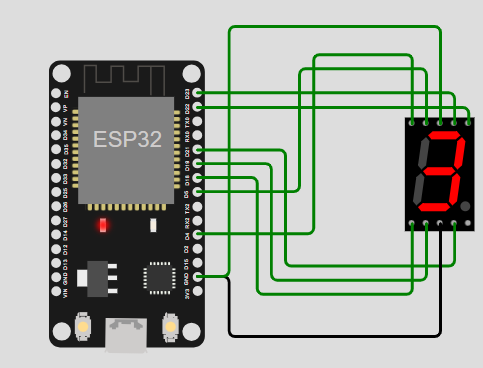 EN
VP
VN
D34
D35
D32
D33
D25
D26
D27
D14
D12
D13
GND
VIN
ESP32
D23
D22
TX0
RX0
D21
D19
D18
D5
TX2
RX2
D4
D2
D15
GND
3V3
3